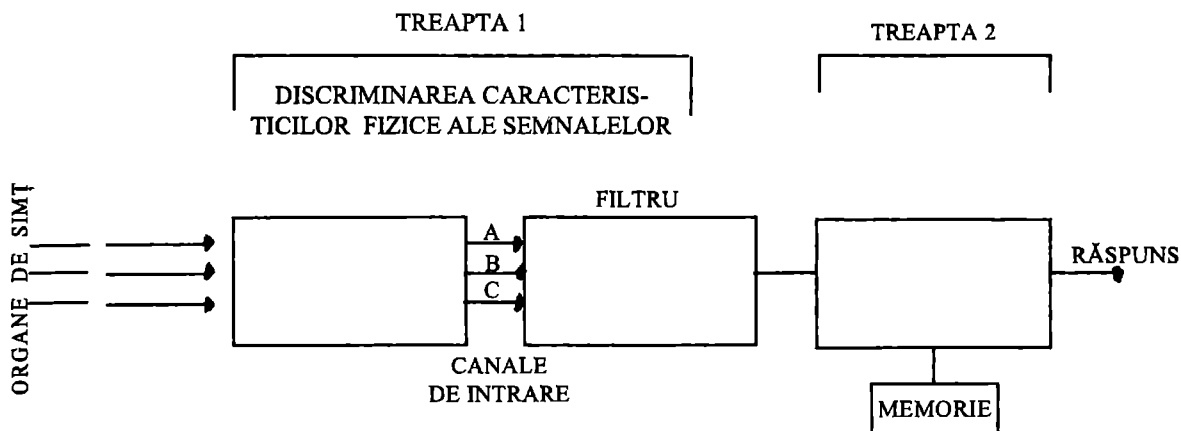 TREAPTA 1
TREAPTA 2
DISCRIMINAREA CARACTERIS-
TICILOR FIZICE ALE SEMNALELOR
ORGANE DE SIMȚ
FILTRU
A
B
C
RĂSPUNS
CANALE
DE INTRARE
MEMORIE